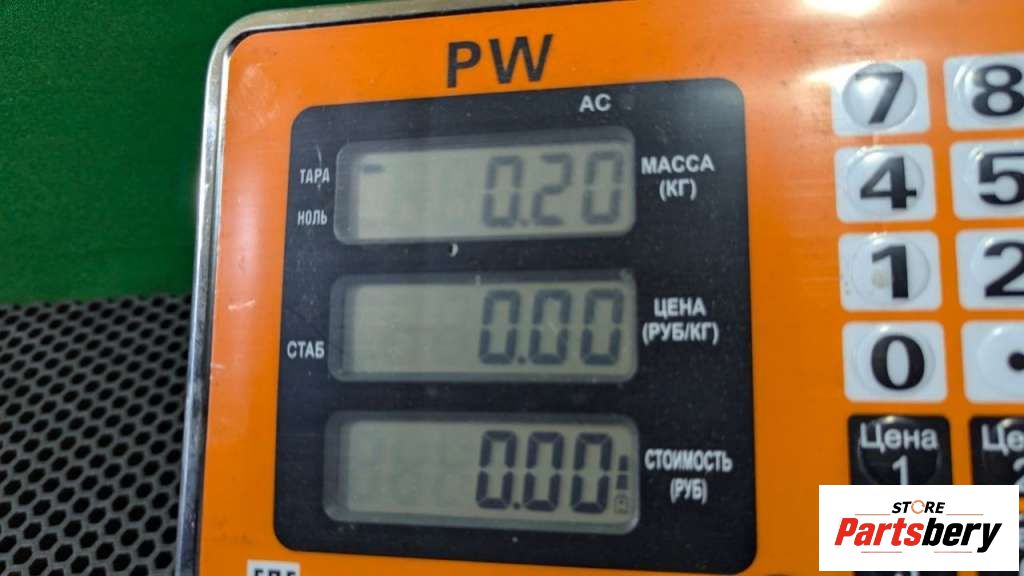 PW
AC
ТАРА
0.20
МАССА
(КГ)
НОЛЬ
0.00
ЦЕНА
(РУБ/КГ)
СТАБ
0.00
СТОИМОСТЬ
(РУБ)
7 8
4 5
1 2
0 .
Цена
1
STORE
Partsbery